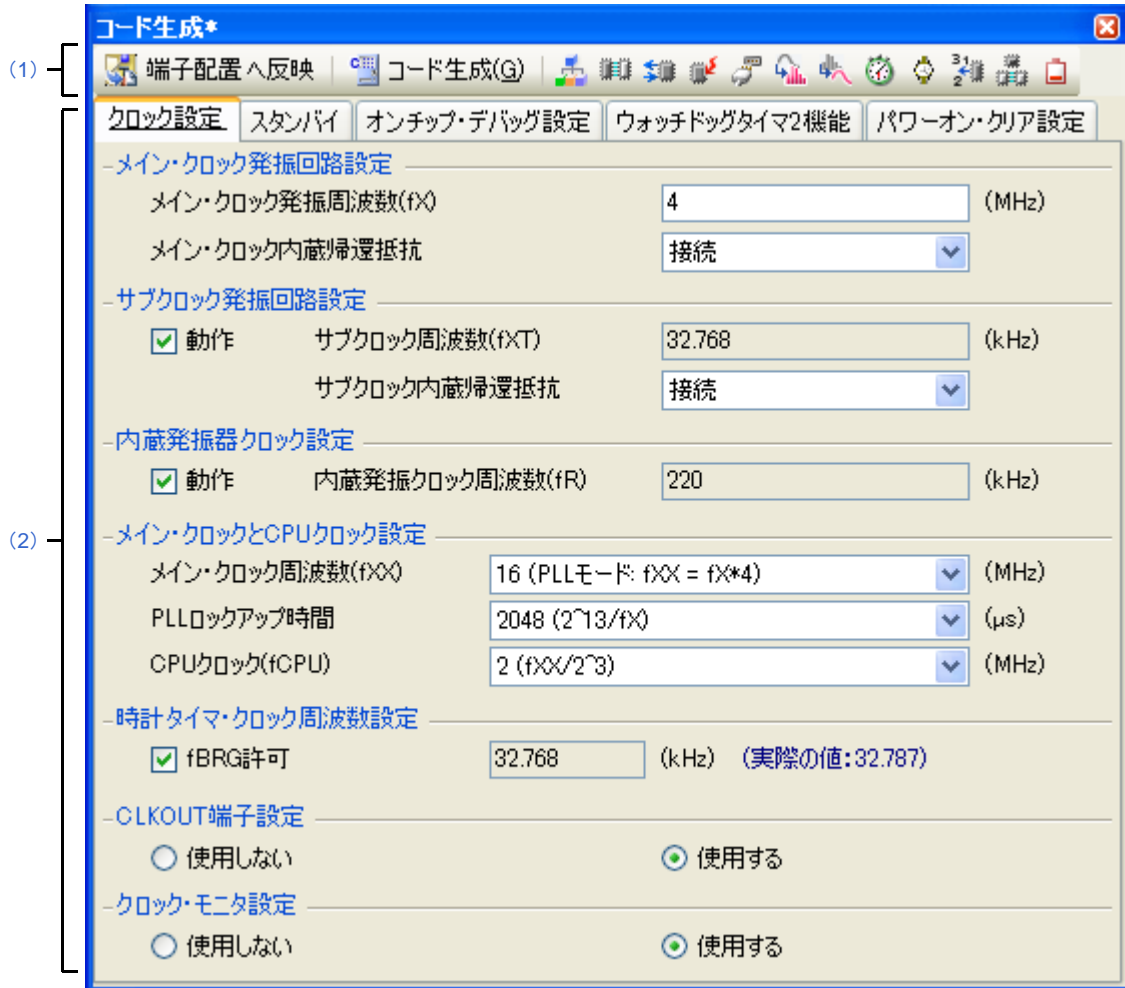 コード生成*
(1)
端子配置へ反映 コード生成(G)
クロック設定 スタンバイ オンチップ・デバッグ設定 ウォッチドッグタイマ2機能 パワーオン・クリア設定
メイン・クロック発振回路設定
メイン・クロック発振周波数(fX) 4 (MHz)
メイン・クロック内蔵帰還抵抗 接続
サブクロック発振回路設定
動作 サブクロック周波数(fXT) 32.768 (kHz)
サブクロック内蔵帰還抵抗 接続
内蔵発振器クロック設定
動作 内蔵発振クロック周波数(fR) 220 (kHz)
(2)
メイン・クロックとCPUクロック設定
メイン・クロック周波数(fXX) 16 (PLLモード: fXX = fX*4) (MHz)
PLLロックアップ時間 2048 (2^13/fX) (μs)
CPUクロック(fCPU) 2 (fXX/2^3) (MHz)
時計タイマ・クロック周波数設定
fBRG許可 32.768 (kHz) (実際の値:32.787)
CLKOUT端子設定
使用しない 使用する
クロック・モニタ設定
使用しない 使用する